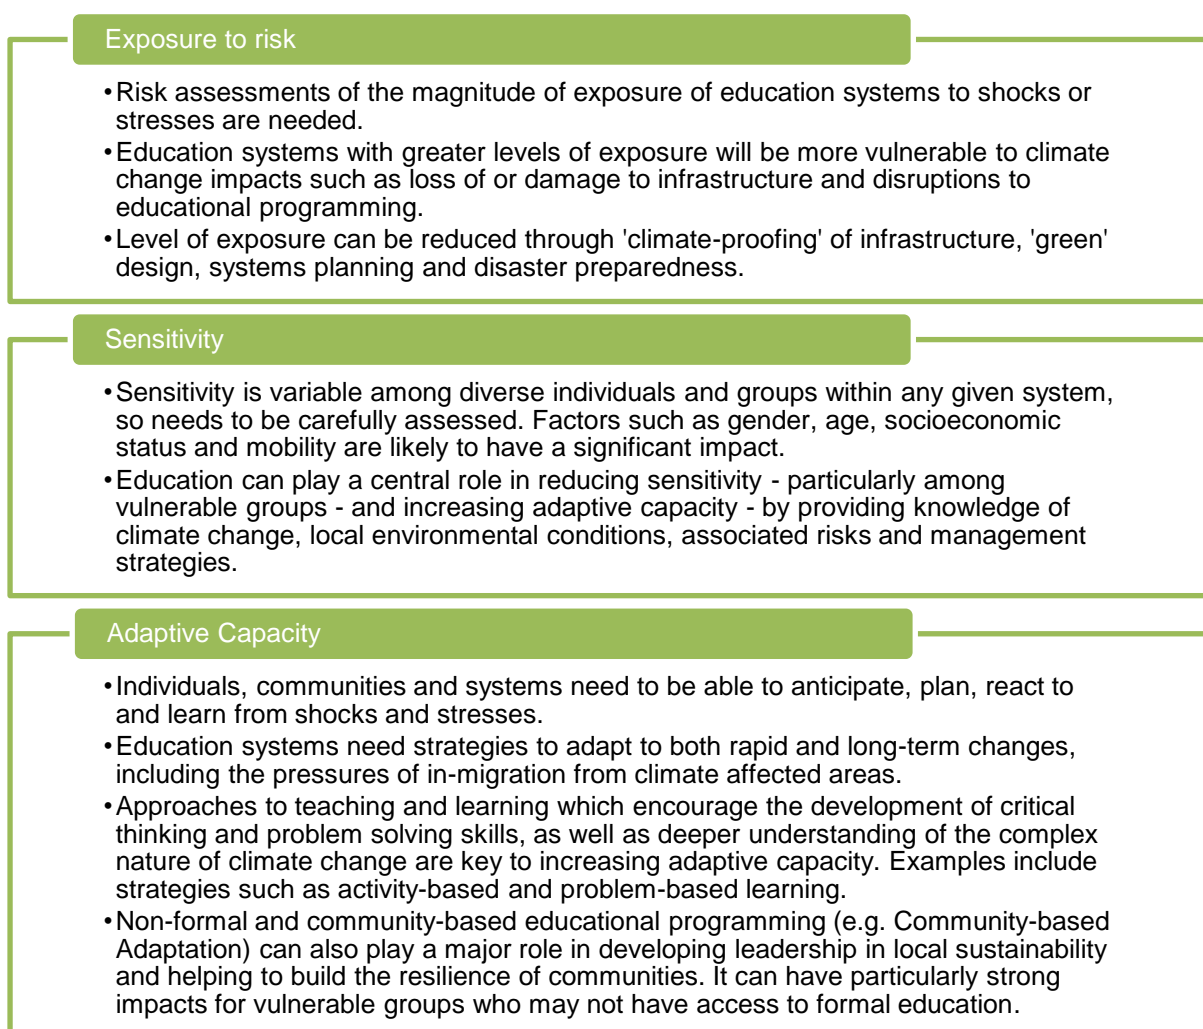 Exposure to risk
•Risk assessments of the magnitude of exposure of education systems to shocks or
stresses are needed.
•Education systems with greater levels of exposure will be more vulnerable to climate
change impacts such as loss of or damage to infrastructure and disruptions to
educational programming.
•Level of exposure can be reduced through 'climate-proofing' of infrastructure, 'green'
design, systems planning and disaster preparedness.
Sensitivity
•Sensitivity is variable among diverse individuals and groups within any given system,
so needs to be carefully assessed. Factors such as gender, age, socioeconomic
status and mobility are likely to have a significant impact.
•Education can play a central role in reducing sensitivity - particularly among
vulnerable groups - and increasing adaptive capacity - by providing knowledge of
climate change, local environmental conditions, associated risks and management
strategies.
Adaptive Capacity
•Individuals, communities and systems need to be able to anticipate, plan, react to
and learn from shocks and stresses.
•Education systems need strategies to adapt to both rapid and long-term changes,
including the pressures of in-migration from climate affected areas.
•Approaches to teaching and learning which encourage the development of critical
thinking and problem solving skills, as well as deeper understanding of the complex
nature of climate change are key to increasing adaptive capacity. Examples include
strategies such as activity-based and problem-based learning.
•Non-formal and community-based educational programming (e.g. Community-based
Adaptation) can also play a major role in developing leadership in local sustainability
and helping to build the resilience of communities. It can have particularly strong
impacts for vulnerable groups who may not have access to formal education.